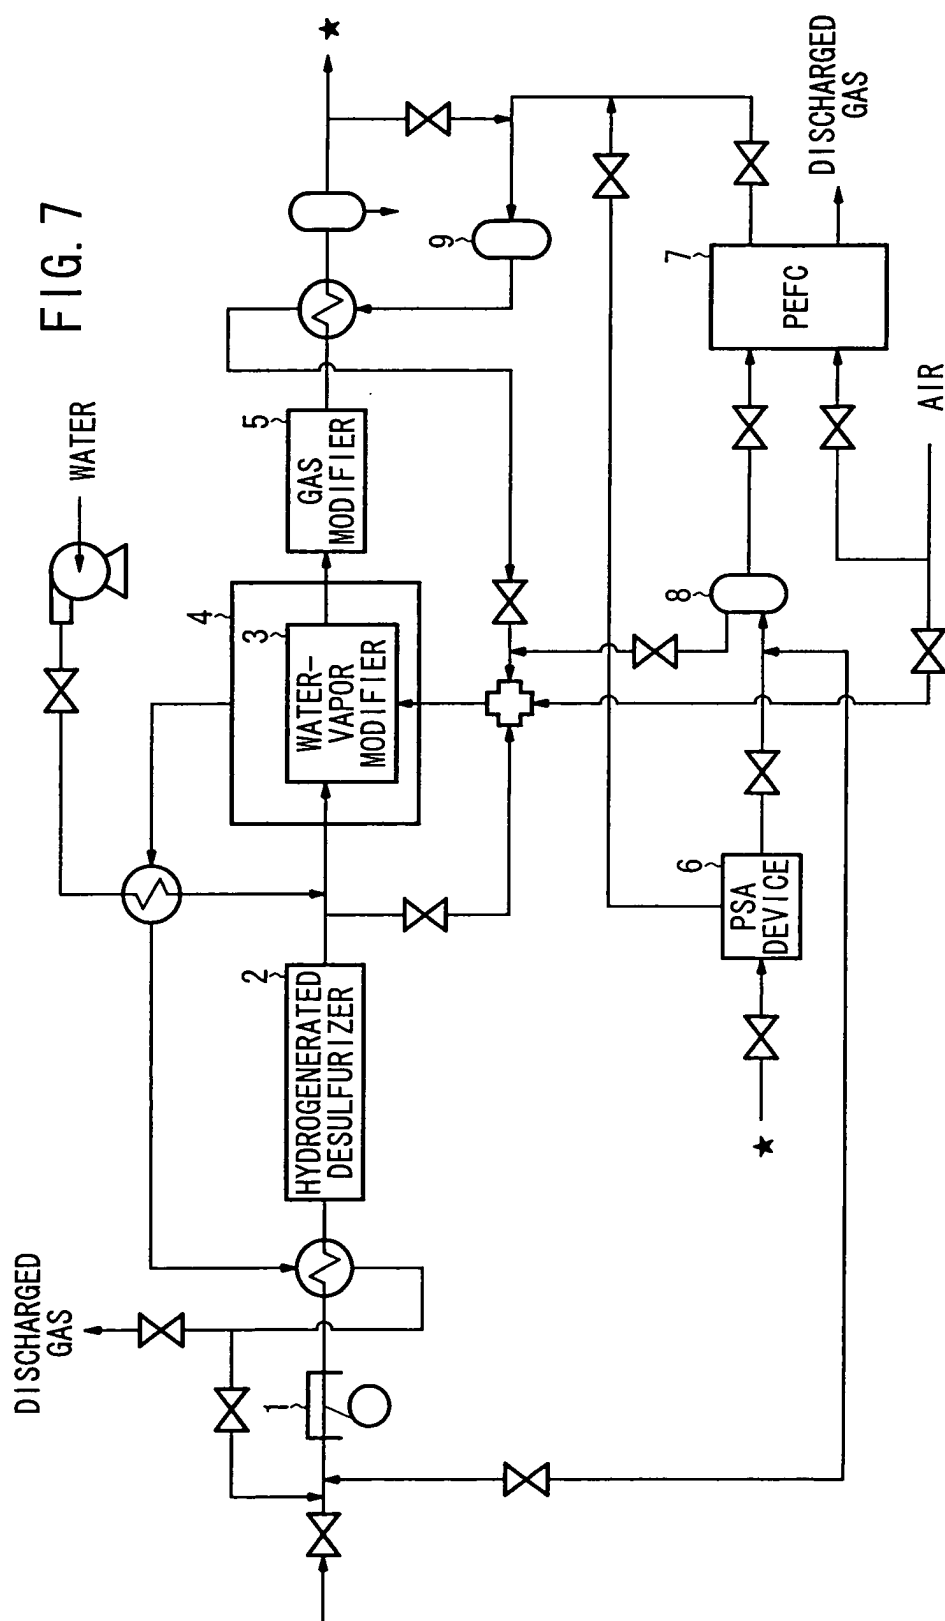 FIG. 7
WATER
DISCHARGED
GAS
1
2
HYDROGENERATED
DESULFURIZER
4
3
WATER-
VAPOR
MODIFIER
5
GAS
MODIFIER
★
9
★
6
PSA
DEVICE
8
7
PEFC
AIR
DISCHARGED
GAS